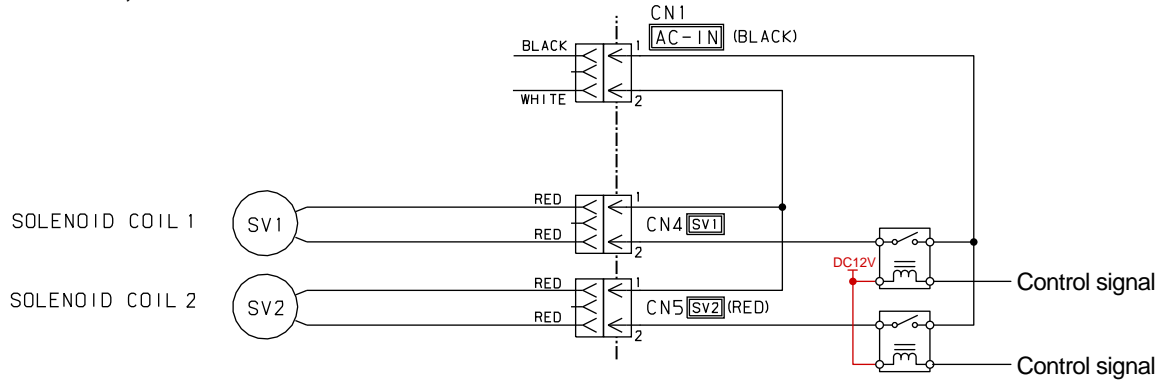 CN1
AC-IN (BLACK)
BLACK 1
WHITE 2
SOLENOID COIL 1 SV1 RED 1 CN4 SV1
RED 2
DC12V
Control signal
SOLENOID COIL 2 SV2 RED 1 CN5 SV2 (RED)
RED 2
Control signal